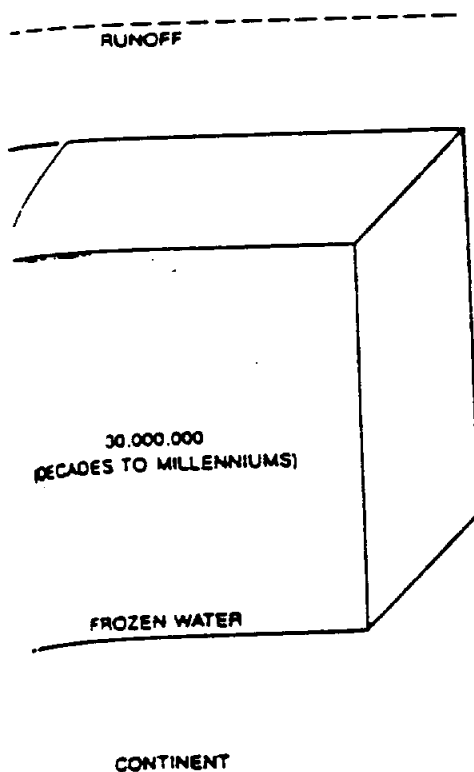 RUNOFF
30.000.000
(DECADES TO MILLENNIUMS)
FROZEN WATER
CONTINENT